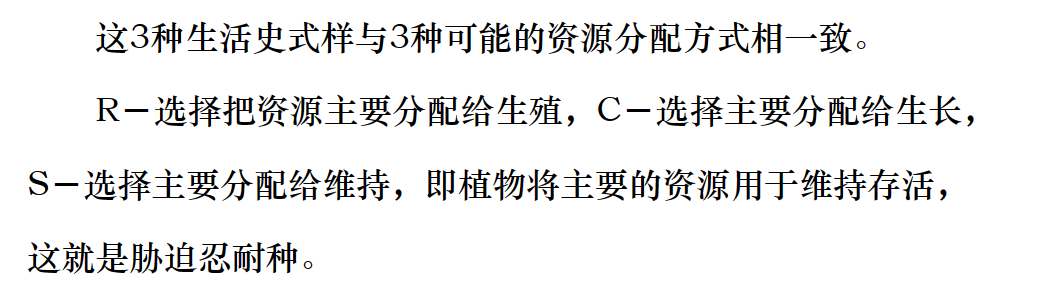 这3种生活史式样与3种可能的资源分配方式相一致。
R－选择把资源主要分配给生殖，C－选择主要分配给生长，
S－选择主要分配给维持，即植物将主要的资源用于维持存活，
这就是胁迫忍耐种。